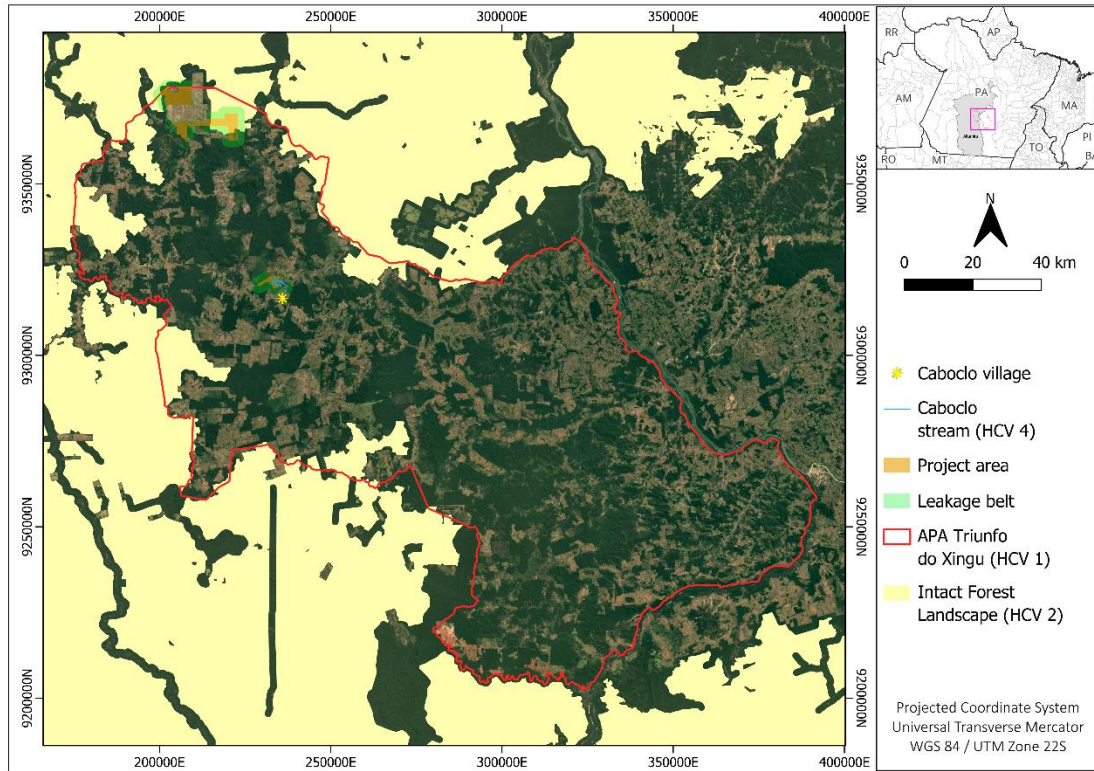 200000E 250000E 300000E 350000E 400000E
9350000N
9300000N
9250000N
9200000N
9350000N
9300000N
9250000N
9200000N
200000E 250000E 300000E 350000E 400000E
RR
AP
AM
PA
MA
PI
BA
TO
MT
RO
N
0 20 40 km
Caboclo village
Caboclo
stream (HCV 4)
Project area
Leakage belt
APA Triunfo
do Xingu (HCV 1)
Intact Forest
Landscape (HCV 2)
Projected Coordinate System
Universal Transverse Mercator
WGS 84 / UTM Zone 22S